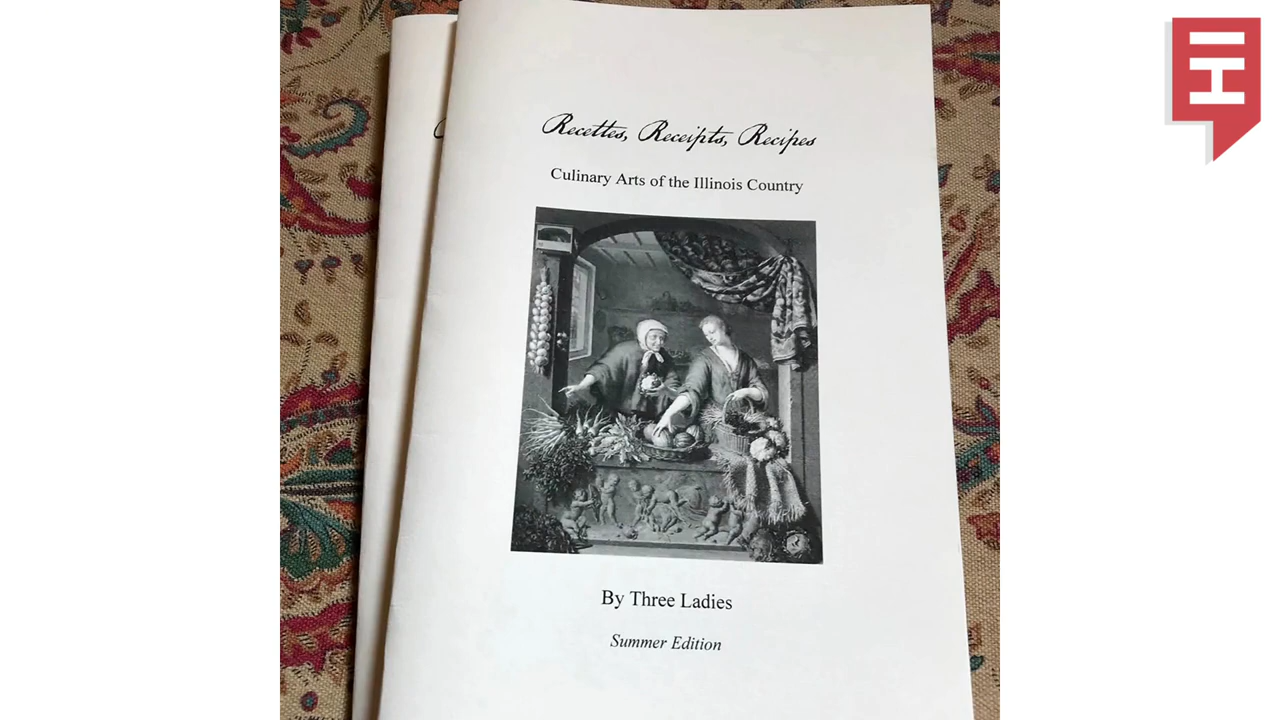 Recettes, Receipts, Recipes
Culinary Arts of the Illinois Country
By Three Ladies
Summer Edition